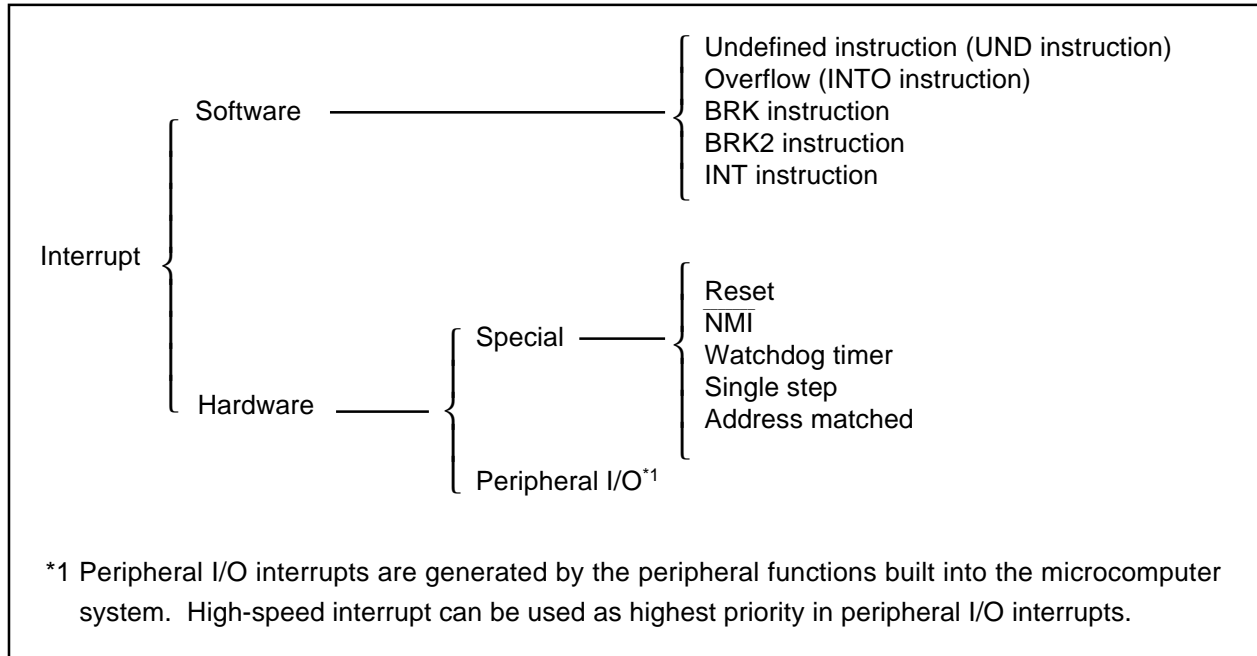 Undefined instruction (UND instruction)
Overflow (INTO instruction)
Software
BRK instruction
BRK2 instruction
INT instruction
Interrupt
Reset
N̅M̅I̅
Special
Watchdog timer
Single step
Hardware
Address matched
Peripheral I/O*1
*1 Peripheral I/O interrupts are generated by the peripheral functions built into the microcomputer
system. High-speed interrupt can be used as highest priority in peripheral I/O interrupts.